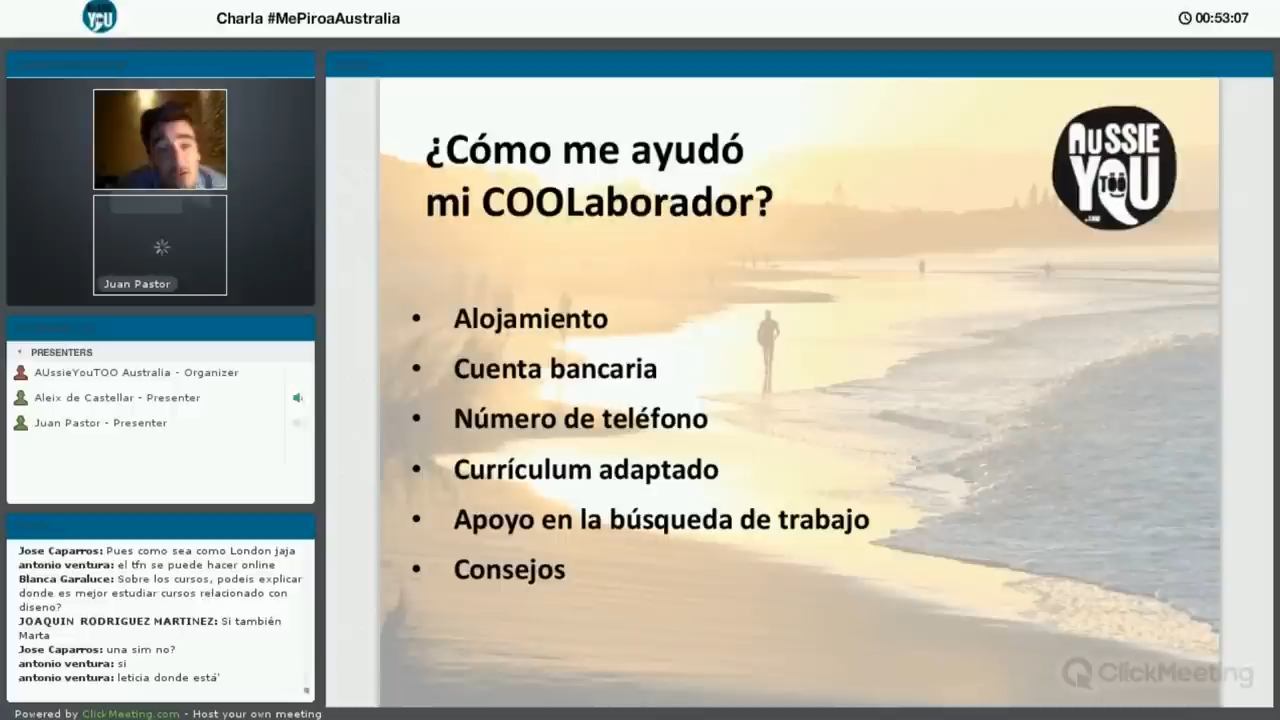 AUSSIE
YOU
Charla #MePiroaAustralia
00:53:07
Juan Pastor
PRESENTERS
AUssieYouTOO Australia - Organizer
Aleix de Castellar - Presenter
Juan Pastor - Presenter
Jose Caparros: Pues como sea como London jaja
antonio ventura: el tfn se puede hacer online
Blanca Garaluce: Sobre los cursos, podeis explicar
donde es mejor estudiar cursos relacionado con
diseno?
JOAQUIN RODRIGUEZ MARTINEZ: Si también
Marta
Jose Caparros: una sim no?
antonio ventura: si
antonio ventura: leticia donde está'
Powered by ClickMeeting.com - Host your own meeting
¿Cómo me ayudó
mi COOLaborador?
AUSSIE
YOU
TOO
.COM
• Alojamiento
• Cuenta bancaria
• Número de teléfono
• Currículum adaptado
• Apoyo en la búsqueda de trabajo
• Consejos
ClickMeeting